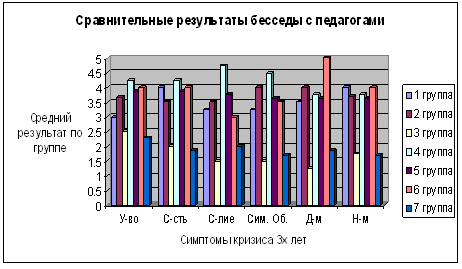 Сравнительные результаты бесседы с педагогами
Средний
результат по
группе
5
4.5
4
3.5
3
2.5
2
1.5
1
0.5
0
У-во
С-сть
С-лие
Сим. Об.
Д-м
Н-м
Симптомы кризиса 3х лет
1 группа
2 группа
3 группа
4 группа
5 группа
6 группа
7 группа